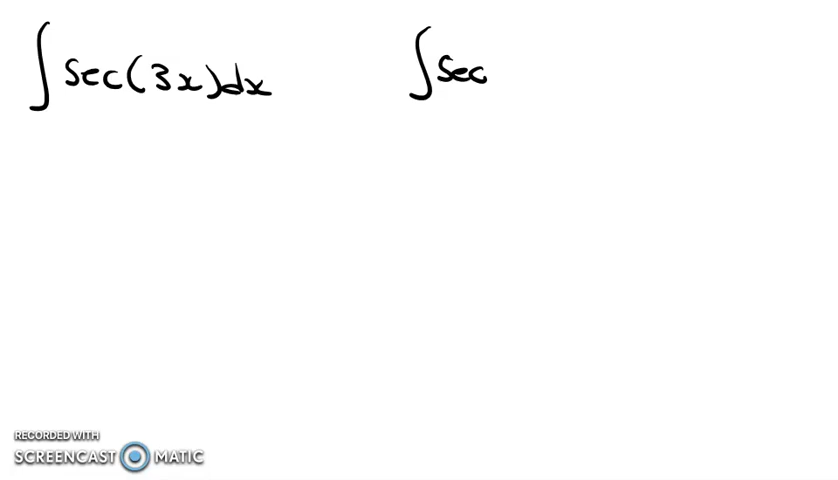 ∫ sec(3x)dx
∫ sec
RECORDED WITH
SCREENCAST MATIC